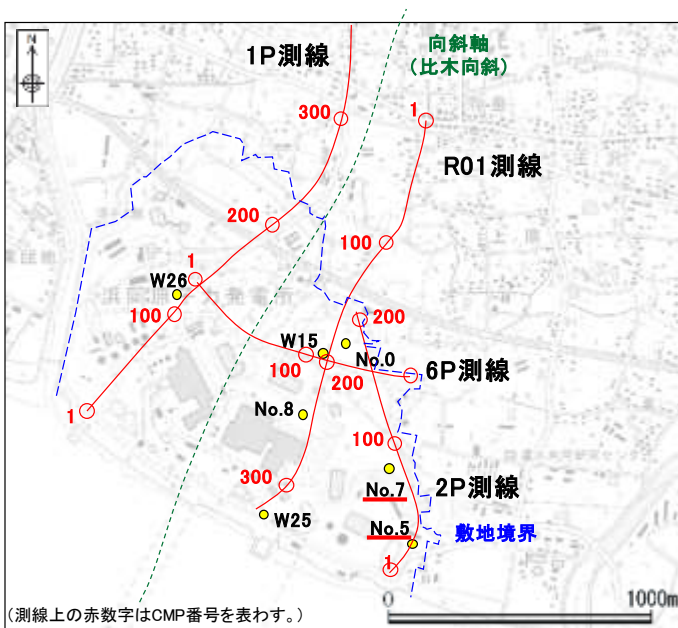 N
1P測線
向斜軸
(比木向斜)
300
1
R01測線
200
100
1
W26
100
200
W15
No.0
100
200
6P測線
1
No.8
100
300
No.7
2P測線
W25
No.5
敷地境界
1
(測線上の赤数字はCMP番号を表わす。)
0
1000m